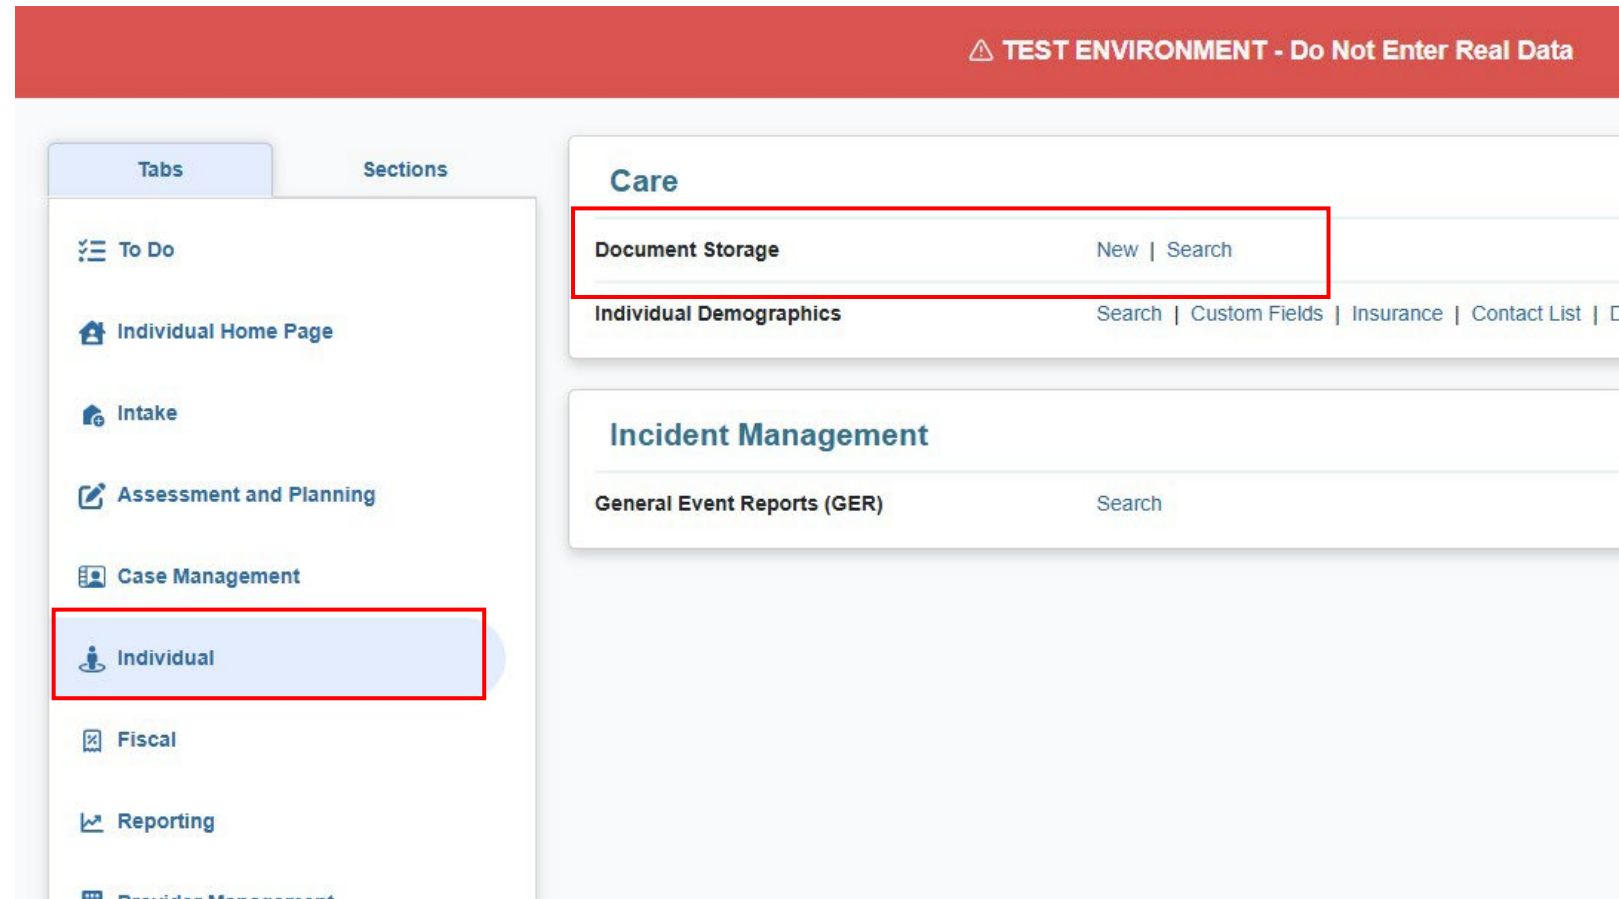 TEST ENVIRONMENT - Do Not Enter Real Data
Tabs
Sections
To Do
Individual Home Page
Intake
Assessment and Planning
Case Management
Individual
Fiscal
Reporting
Provider Management
Care
Document Storage
New | Search
Individual Demographics
Search | Custom Fields | Insurance | Contact List |
Incident Management
General Event Reports (GER)
Search